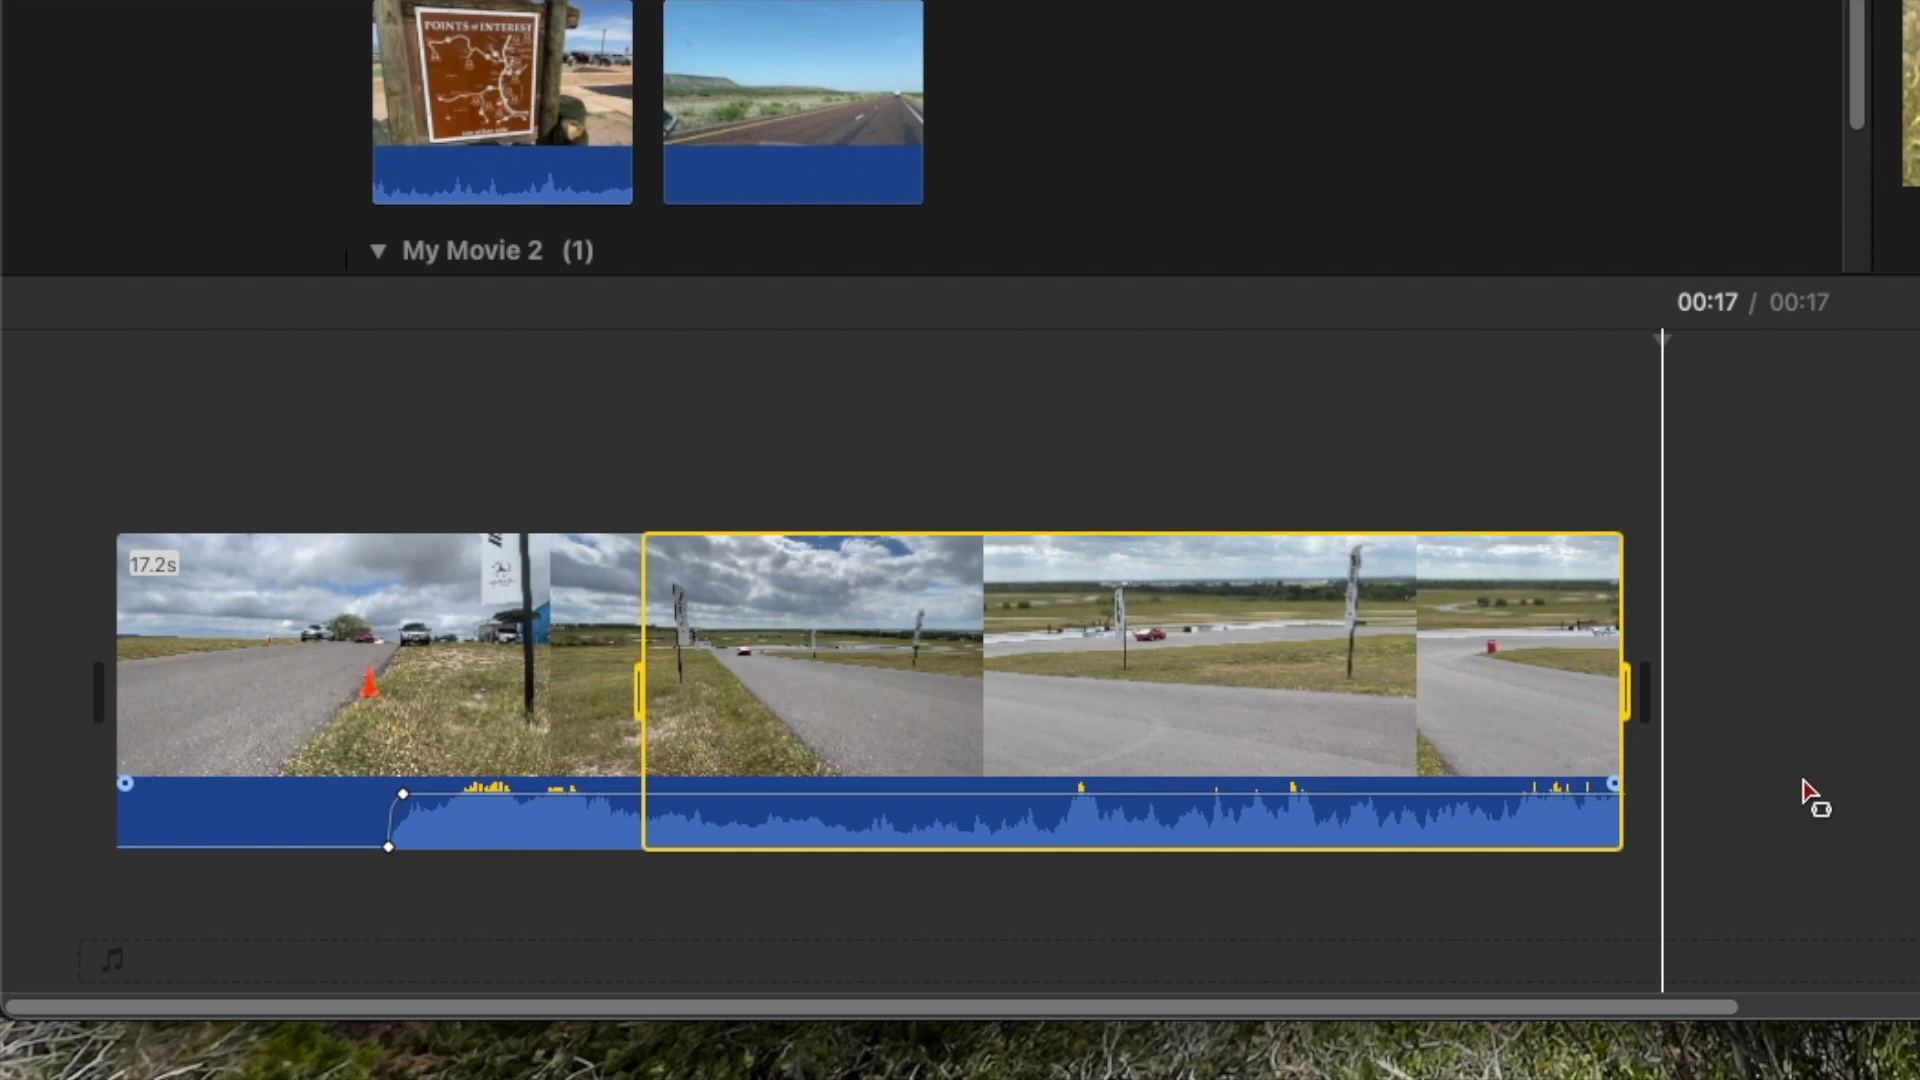 POINTS of INTEREST
My Movie 2 (1)
00:17 / 00:17
17.2s